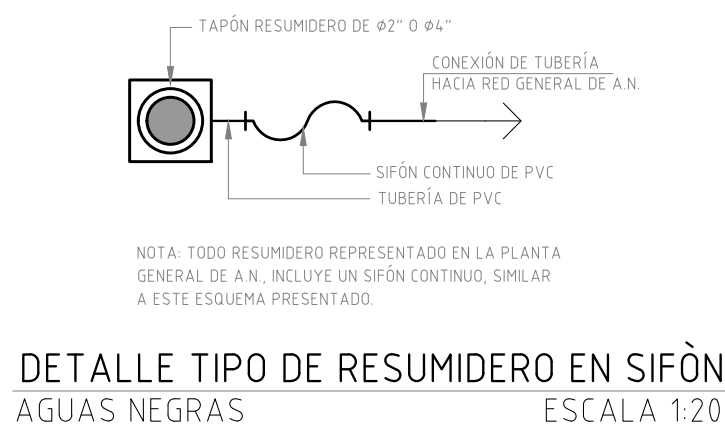 TAPÓN RESUMIDERO DE Ø2" O Ø4"
CONEXIÓN DE TUBERÍA
HACIA RED GENERAL DE A.N.
SIFÓN CONTINUO DE PVC
TUBERÍA DE PVC
NOTA: TODO RESUMIDERO REPRESENTADO EN LA PLANTA
GENERAL DE A.N., INCLUYE UN SIFÓN CONTINUO, SIMILAR
A ESTE ESQUEMA PRESENTADO.
DETALLE TIPO DE RESUMIDERO EN SIFÒN
AGUAS NEGRAS
ESCALA 1:20